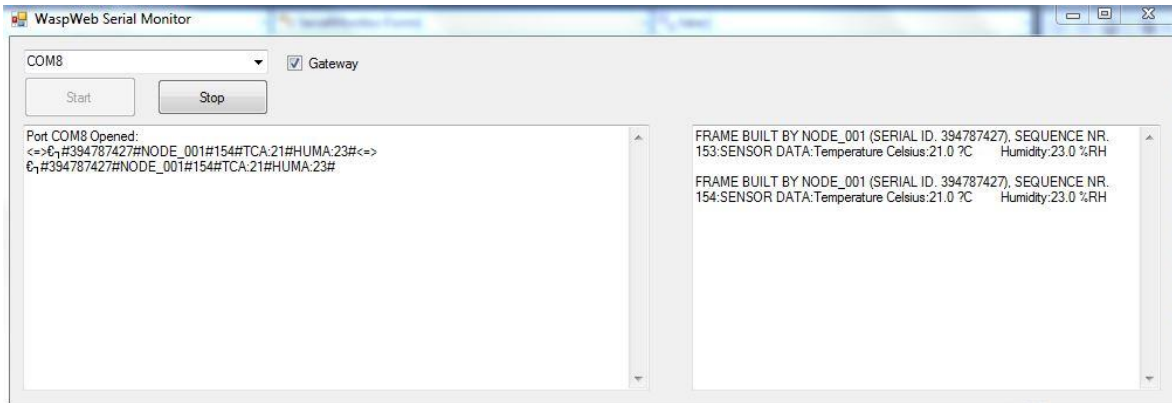 WaspWeb Serial Monitor
COM8
Gateway
Start
Stop
Port COM8 Opened:
<=>€┐#394787427#NODE_001#154#TCA:21#HUMA:23#<=>
€┐#394787427#NODE_001#154#TCA:21#HUMA:23#
FRAME BUILT BY NODE_001 (SERIAL ID. 394787427), SEQUENCE NR.
153:SENSOR DATA:Temperature Celsius:21.0 ?C Humidity:23.0 %RH
FRAME BUILT BY NODE_001 (SERIAL ID. 394787427), SEQUENCE NR.
154:SENSOR DATA:Temperature Celsius:21.0 ?C Humidity:23.0 %RH